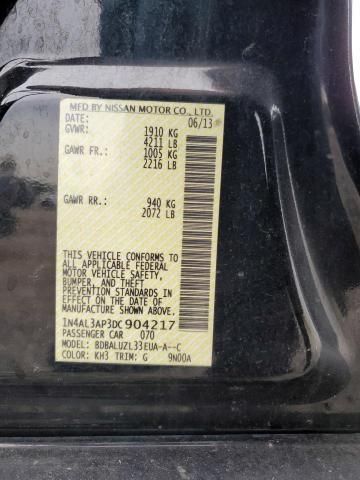 MFD BY NISSAN MOTOR CO., LTD.
DATE: 06/13
GVWR: 1910 KG
4211 LB
GAWR FR.: 1005 KG
2216 LB
GAWR RR.: 940 KG
2072 LB
THIS VEHICLE CONFORMS TO
ALL APPLICABLE FEDERAL
MOTOR VEHICLE SAFETY,
BUMPER, AND THEFT
PREVENTION STANDARDS IN
EFFECT ON THE DATE OF
MANUFACTURE SHOWN ABOVE.
1N4AL3AP3DC904217
PASSENGER CAR 070
MODEL: BDBALUZL33EUA-A--C
COLOR: KH3 TRIM: G 9N00A